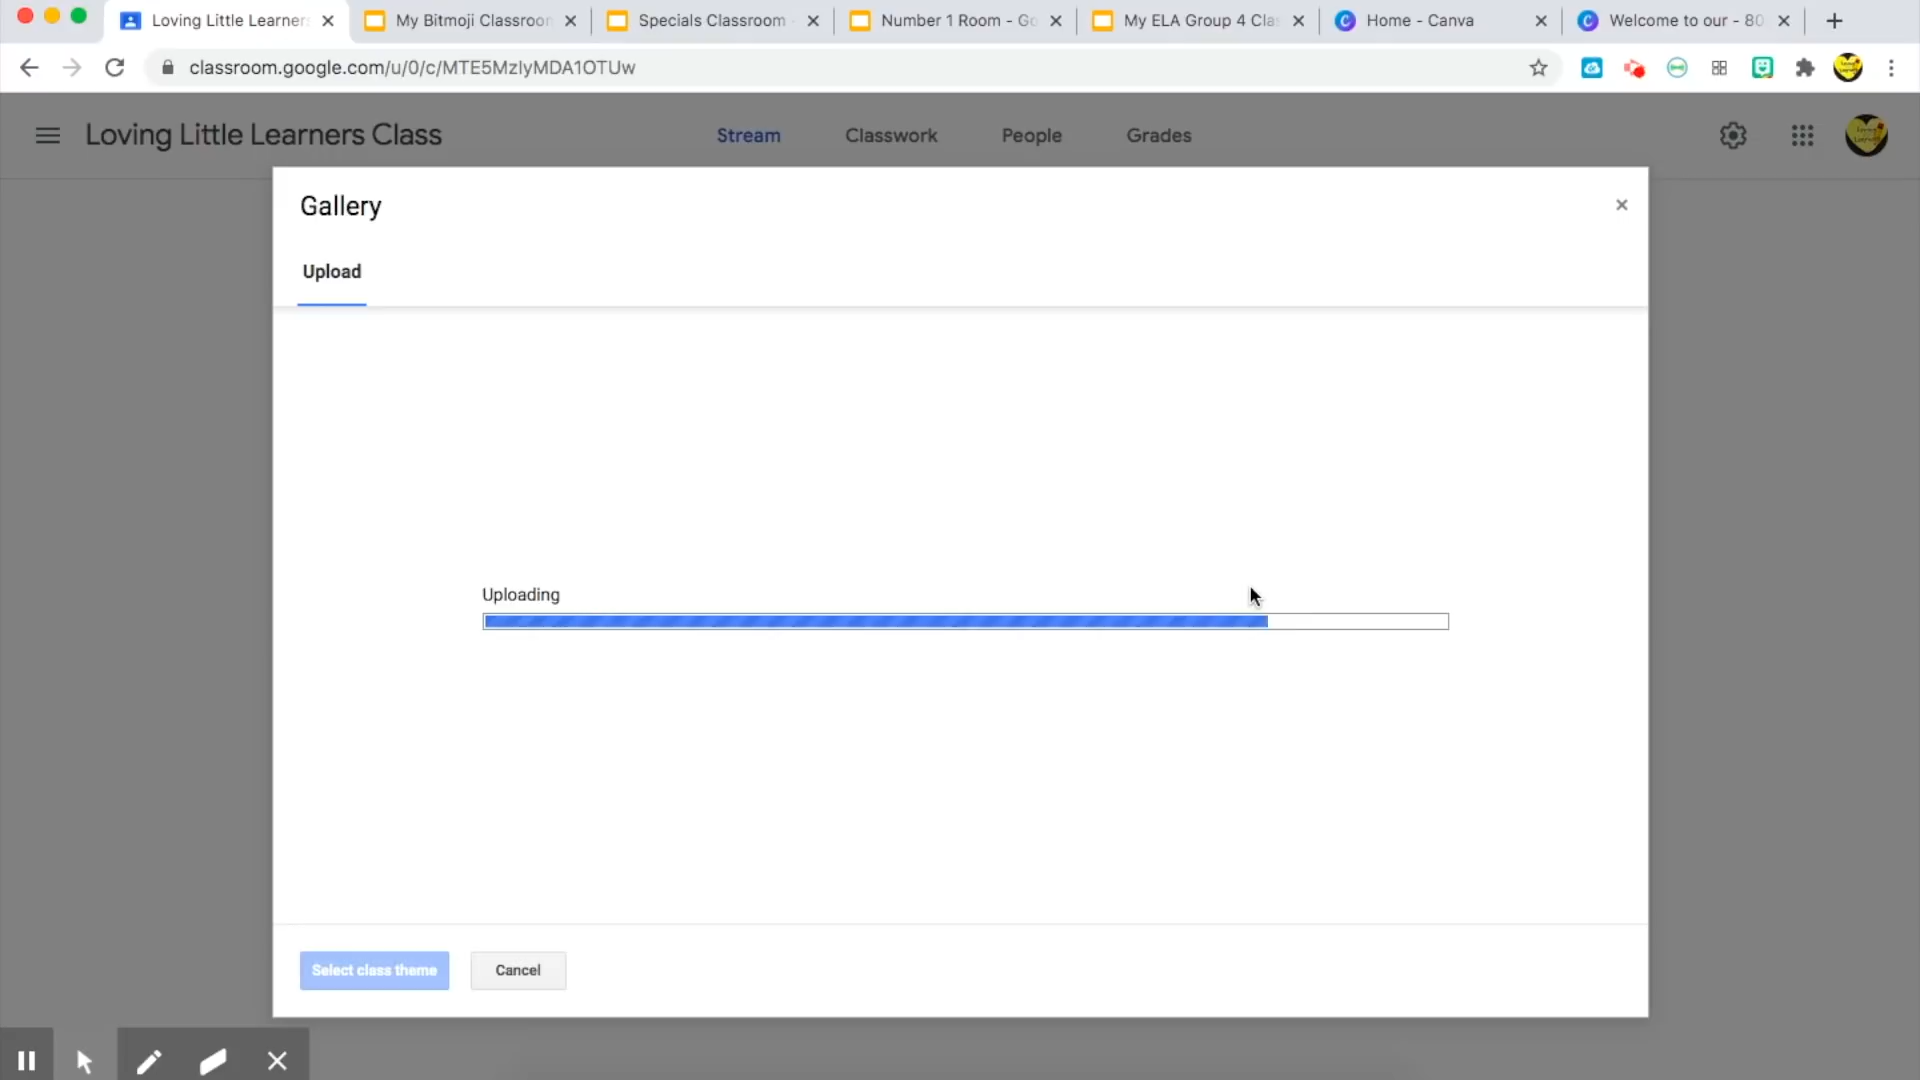 Loving Little Learners
My Bitmoji Classroom
Specials Classroom -
Number 1 Room - Go
My ELA Group 4 Cla
Home - Canva
Welcome to our - 80
classroom.google.com/u/0/c/MTE5MzIyMDA1OTUw
Loving Little Learners Class
Stream
Classwork
People
Grades
Gallery
Upload
Uploading
Select class theme
Cancel